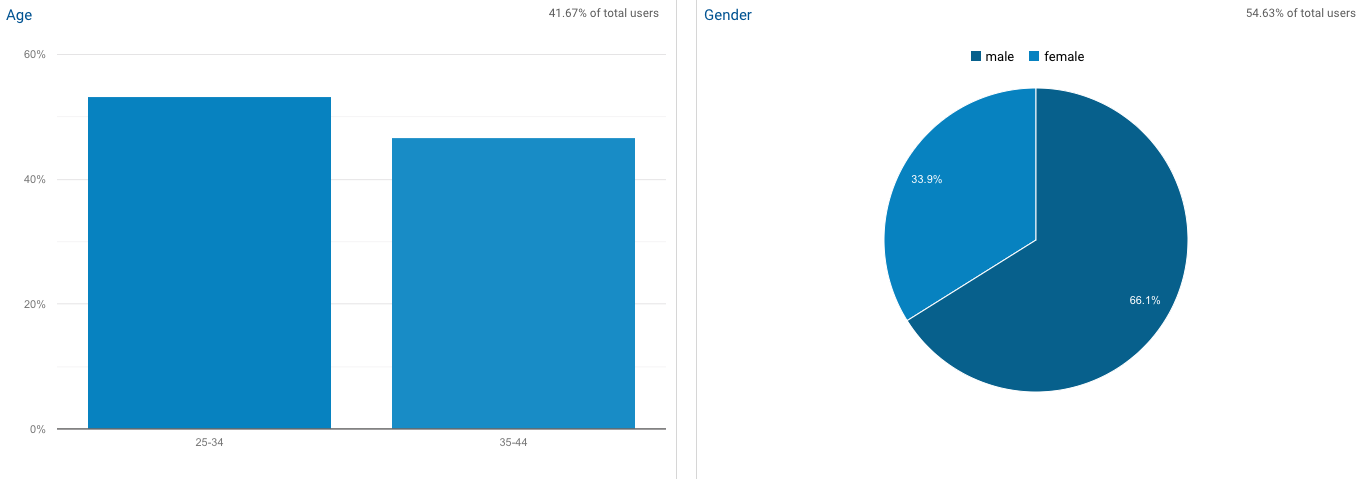 Age
41.67% of total users
60%
40%
20%
0%
25-34
35-44
Gender
54.63% of total users
male
female
33.9%
66.1%